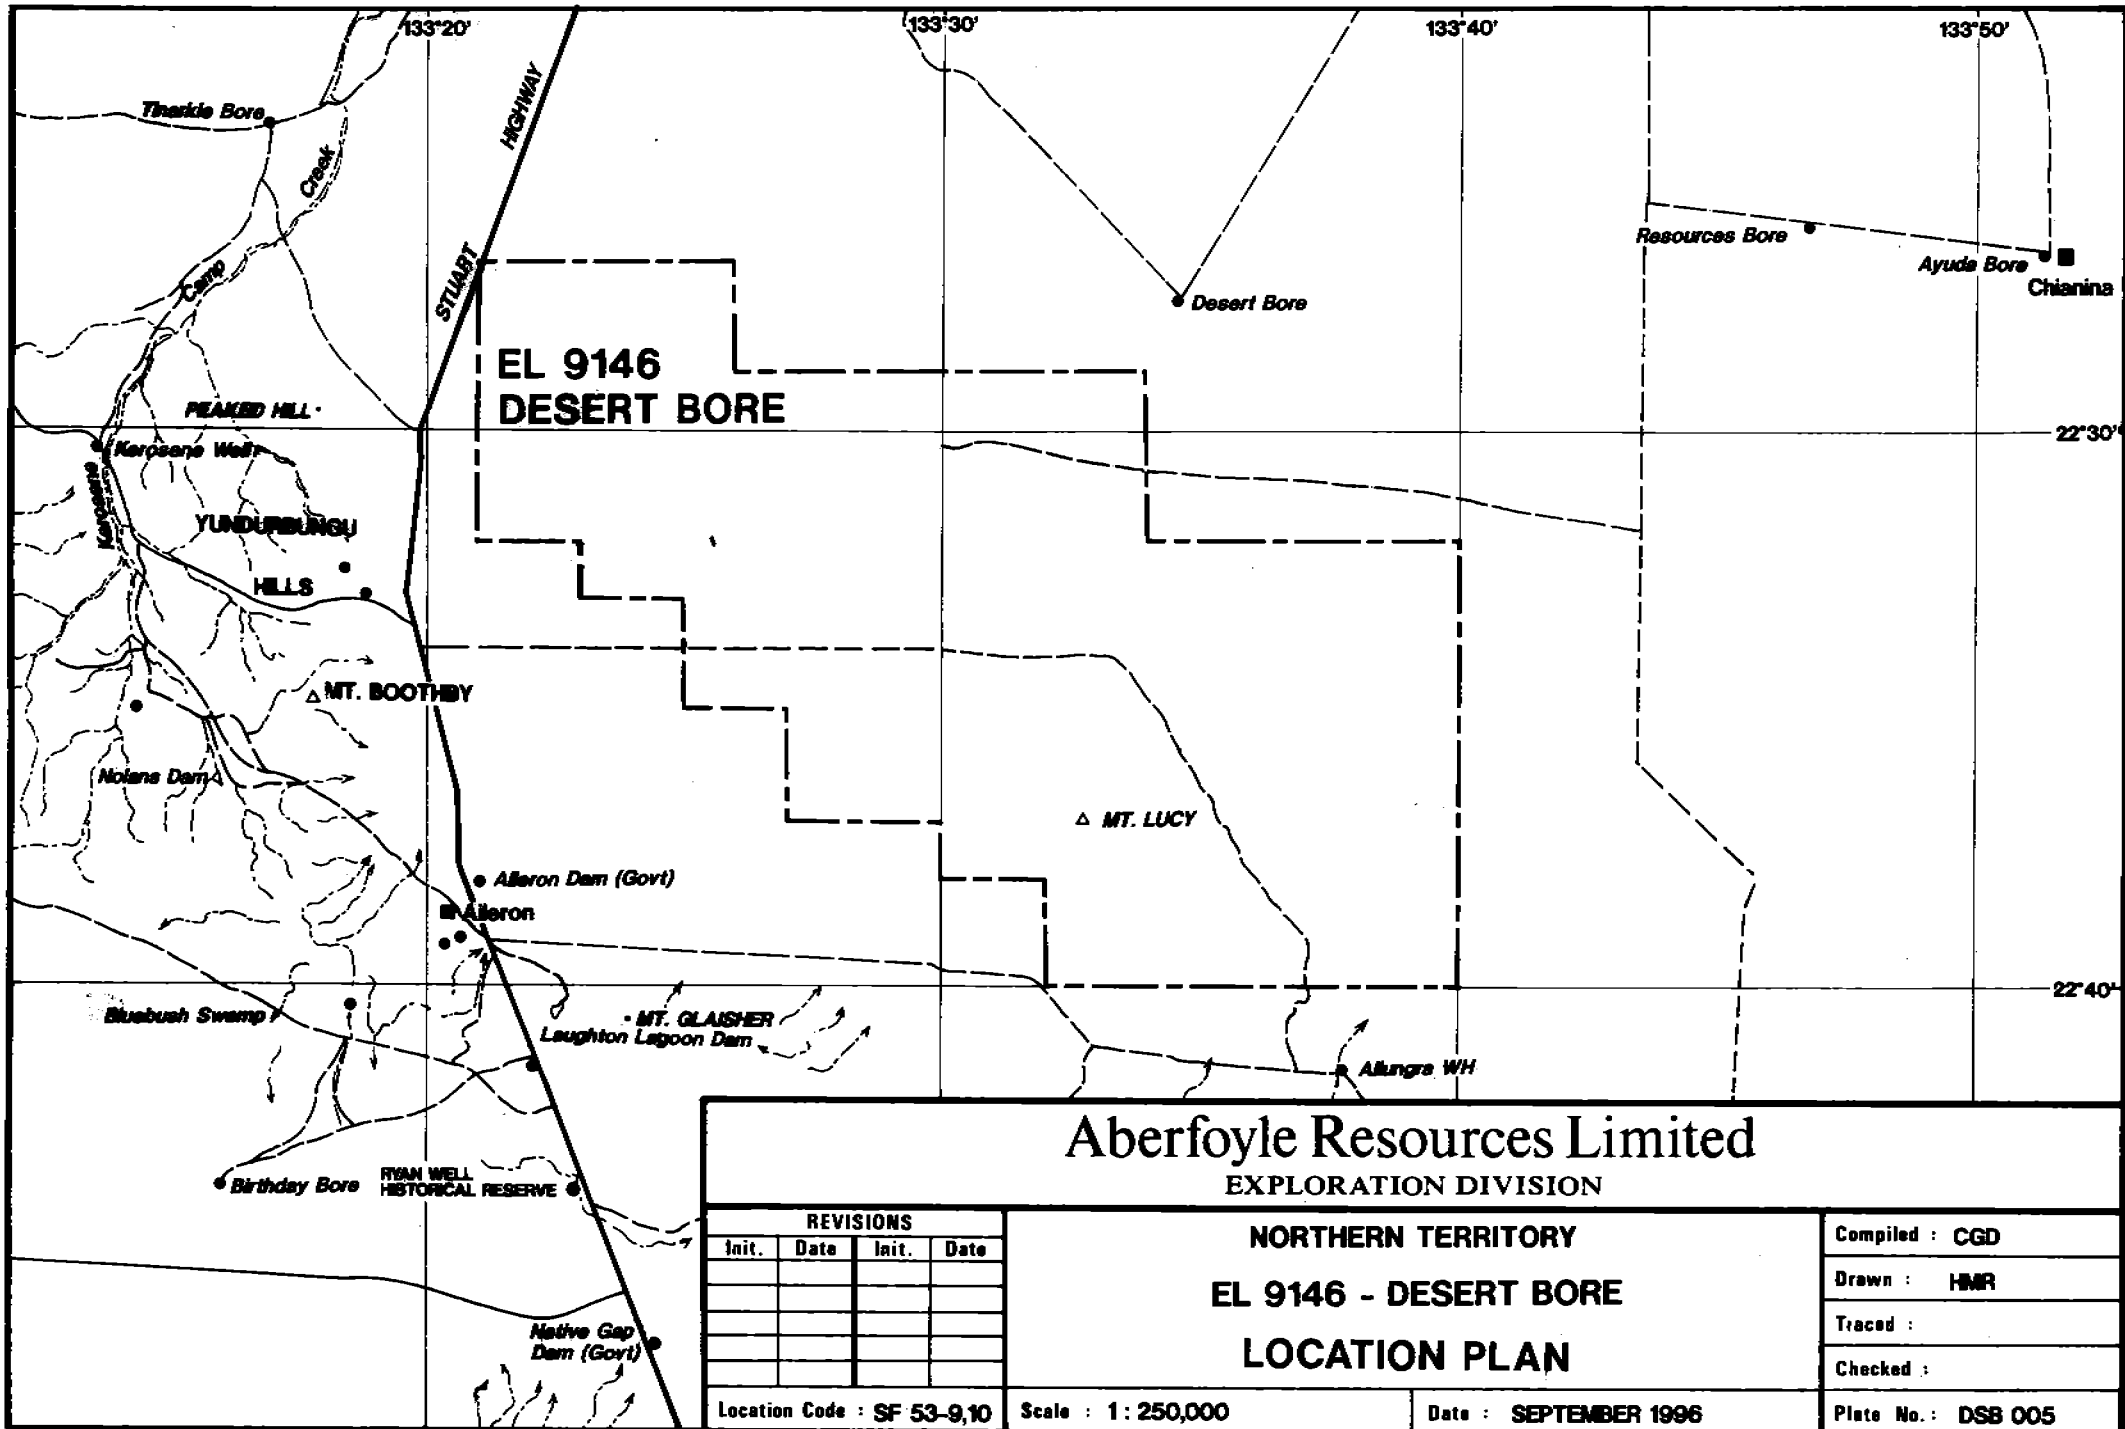 133°20'
133°30'
133°40'
133°50'
HIGHWAY
Tinerkie Bore
Creek
Camp
STUART
Resources Bore
Ayuda Bore
Chianina
Desert Bore
EL 9146
DESERT BORE
PEAKED HILL
22°30'
Kerosene Well
Kerosene
YUNDURBUNGU
HILLS
MT. BOOTHBY
Nolans Dam
MT. LUCY
Aileron Dam (Govt)
Aileron
22°40'
Bluebush Swamp
MT. GLAISHER
Laughton Lagoon Dam
Allungra WH
Birthday Bore
RYAN WELL
HISTORICAL RESERVE
Native Gap
Dam (Govt)
Aberfoyle Resources Limited
EXPLORATION DIVISION
REVISIONS
Init. Date Init. Date
NORTHERN TERRITORY
EL 9146 - DESERT BORE
LOCATION PLAN
Compiled : CGD
Drawn : HMR
Traced :
Checked :
Location Code : SF 53-9,10
Scale : 1 : 250,000
Date : SEPTEMBER 1996
Plate No. : DSB 005